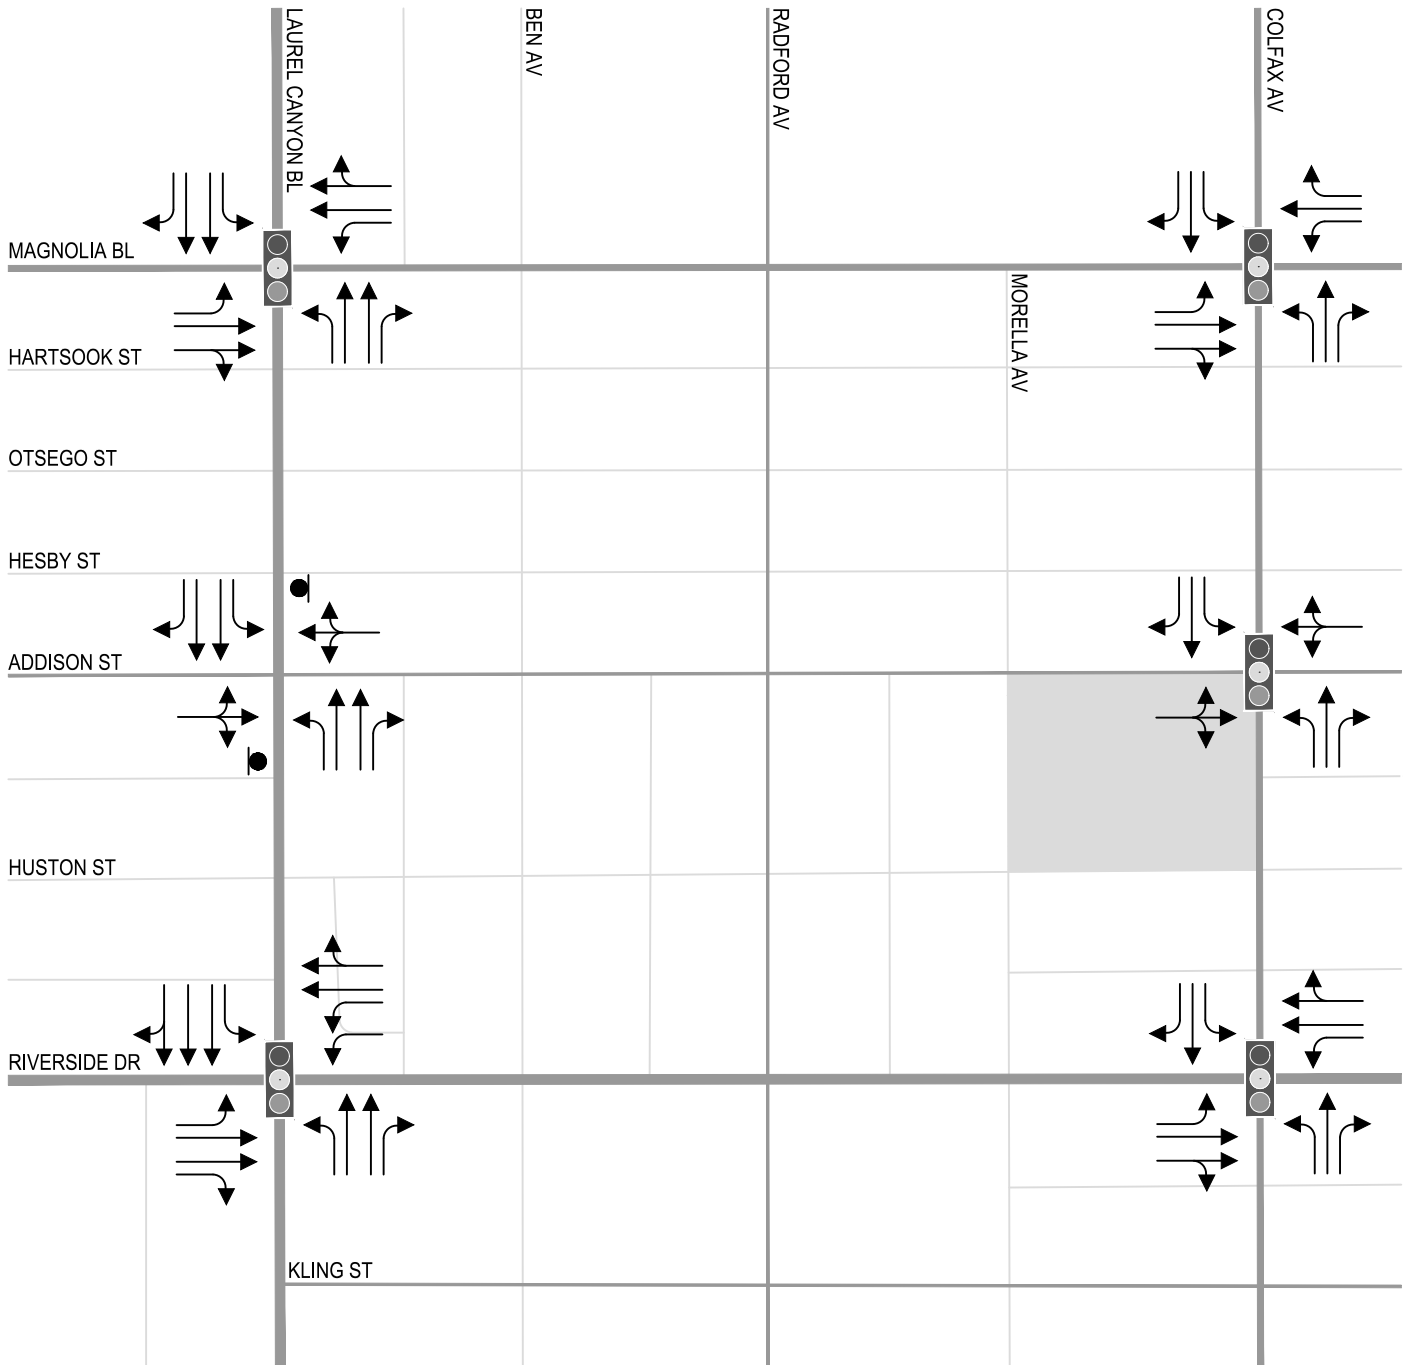 LAUREL CANYON BL
BEN AV
RADFORD AV
COLFAX AV
MAGNOLIA BL
MORELLA AV
HARTSOOK ST
OTSEGO ST
HESBY ST
ADDISON ST
HUSTON ST
RIVERSIDE DR
KLING ST